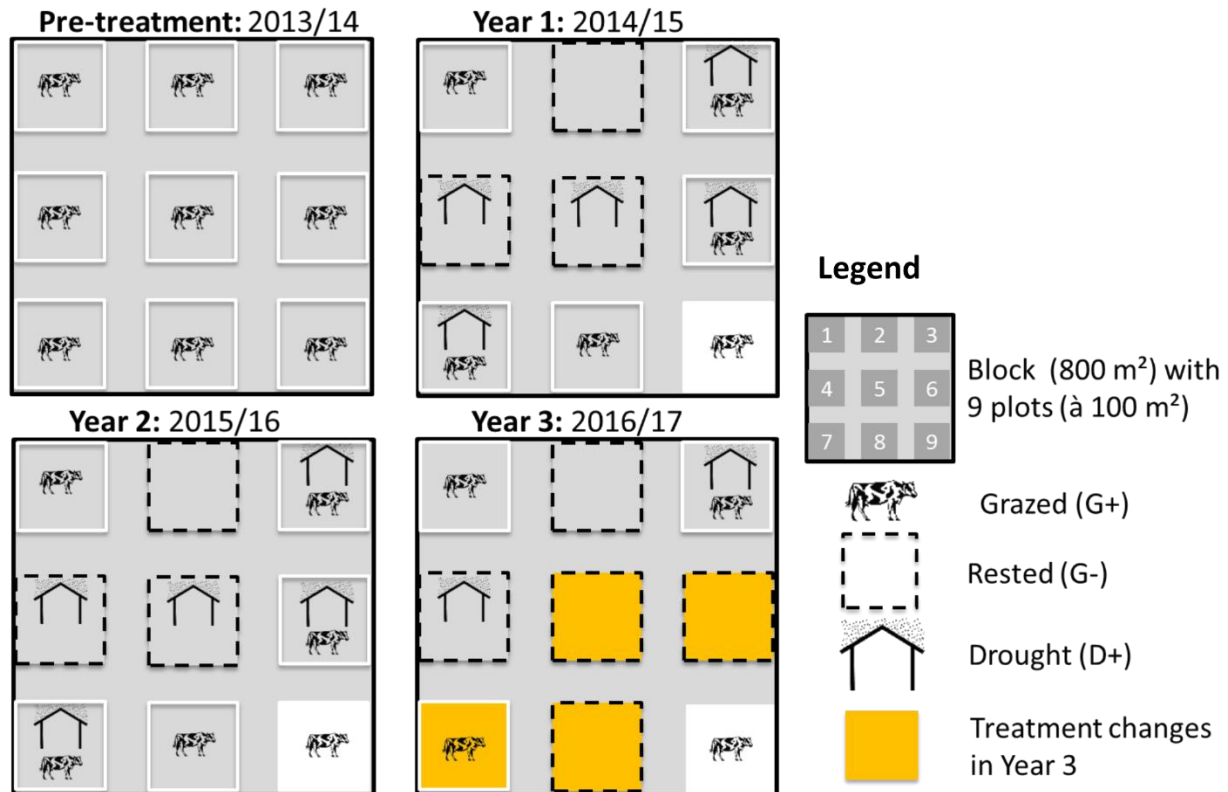 Pre-treatment: 2013/14
Year 1: 2014/15
Year 2: 2015/16
Year 3: 2016/17
Legend
1 2 3
4 5 6
7 8 9
Block (800 m²) with
9 plots (à 100 m²)
Grazed (G+)
Rested (G-)
Drought (D+)
Treatment changes
in Year 3